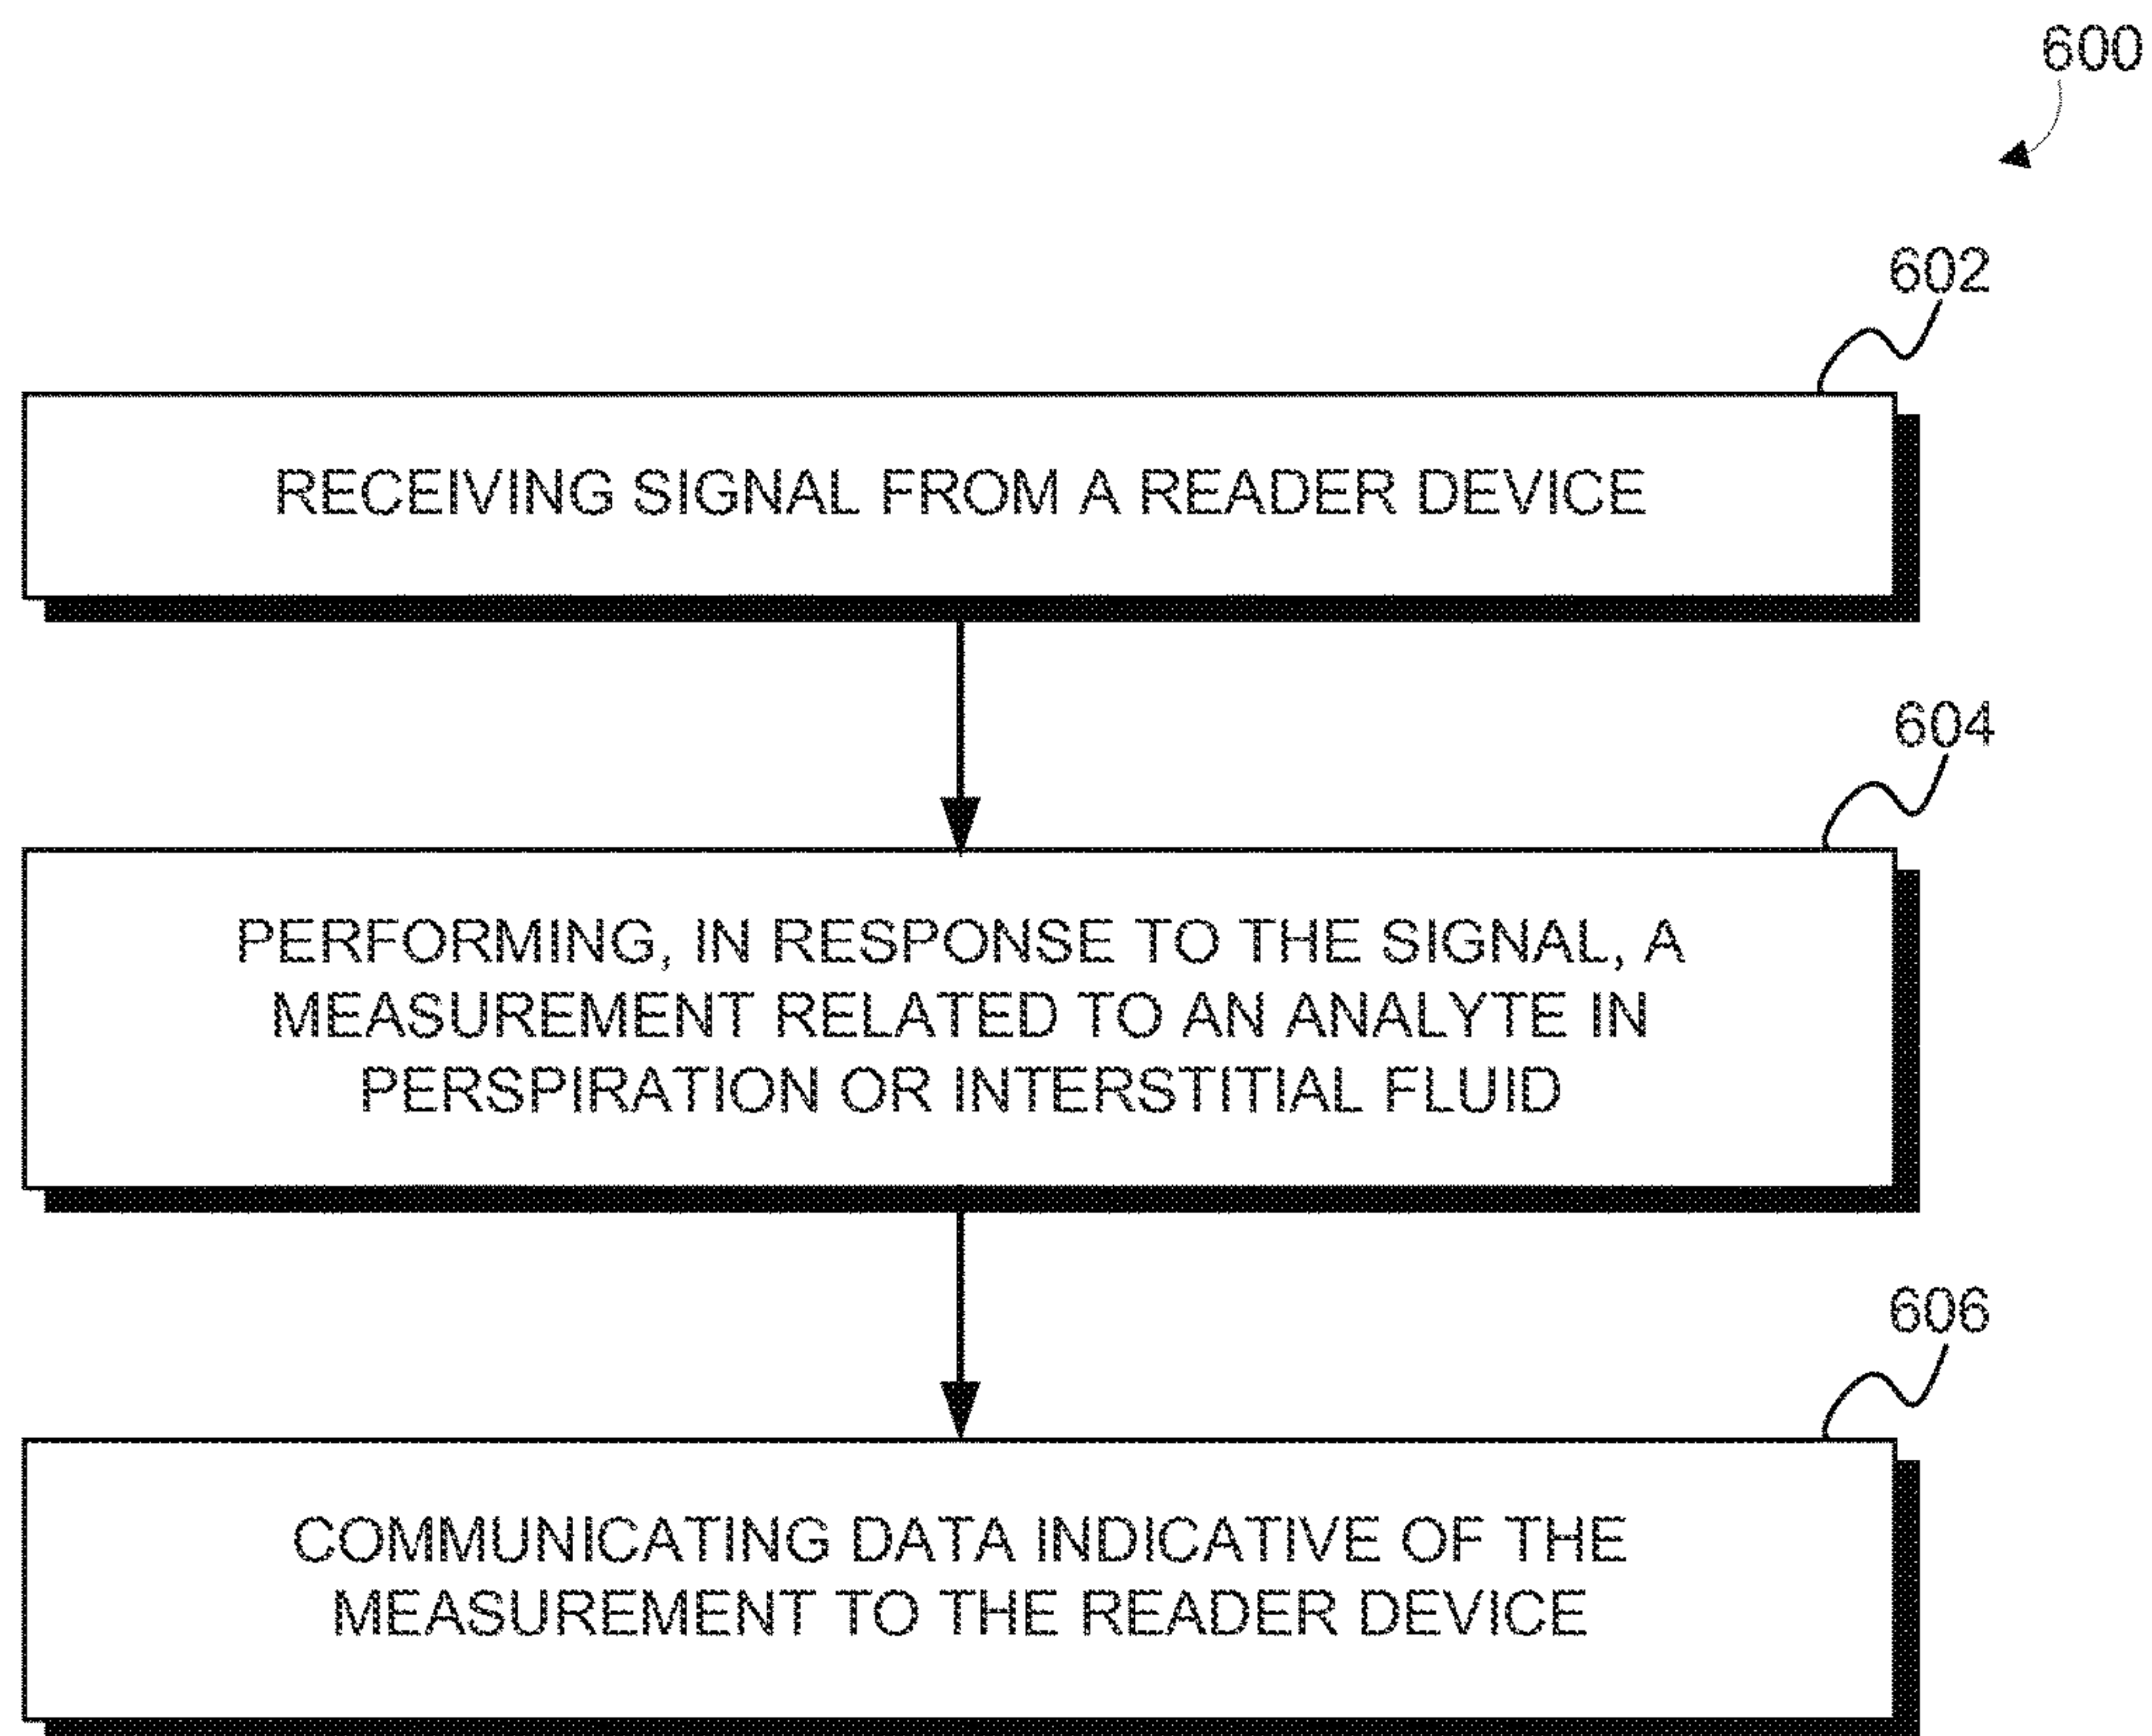 600
602
RECEIVING SIGNAL FROM A READER DEVICE
604
PERFORMING, IN RESPONSE TO THE SIGNAL, A
MEASUREMENT RELATED TO AN ANALYTE IN
PERSPIRATION OR INTERSTITIAL FLUID
606
COMMUNICATING DATA INDICATIVE OF THE
MEASUREMENT TO THE READER DEVICE